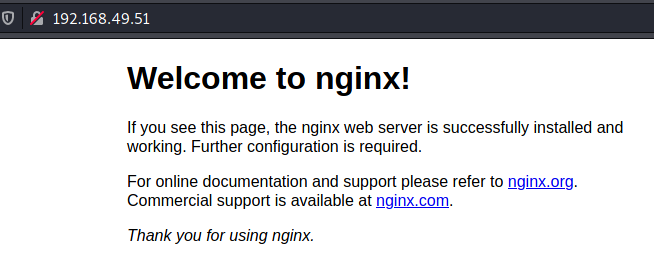 192.168.49.51
Welcome to nginx!
If you see this page, the nginx web server is successfully installed and
working. Further configuration is required.
For online documentation and support please refer to nginx.org.
Commercial support is available at nginx.com.
Thank you for using nginx.